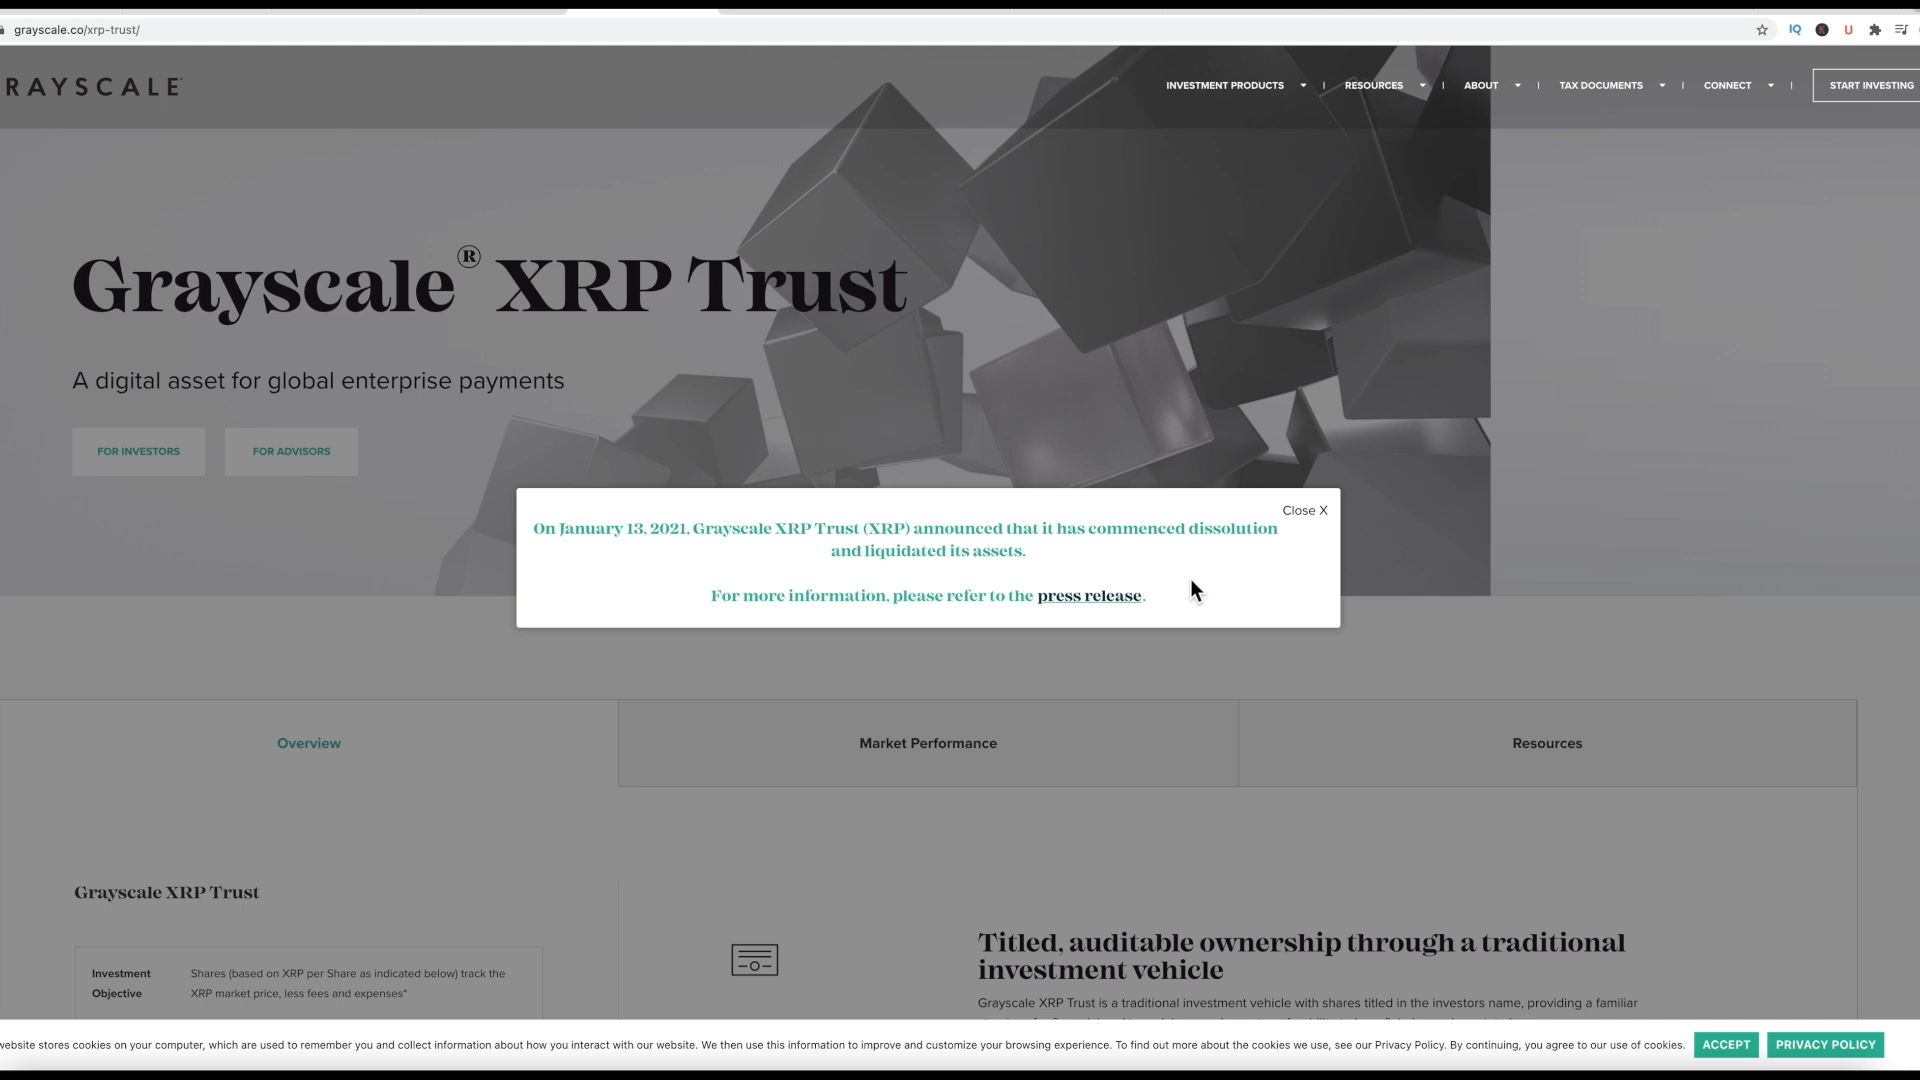 grayscale.co/xrp-trust/
IQ
U
RAYSCALE
INVESTMENT PRODUCTS | RESOURCES | ABOUT | TAX DOCUMENTS | CONNECT | START INVESTING
Grayscale® XRP Trust
A digital asset for global enterprise payments
FOR INVESTORS
FOR ADVISORS
Close X
On January 13, 2021, Grayscale XRP Trust (XRP) announced that it has commenced dissolution
and liquidated its assets.
For more information, please refer to the press release.
Overview
Market Performance
Resources
Grayscale XRP Trust
Investment
Objective
Shares (based on XRP per Share as indicated below) track the
XRP market price, less fees and expenses*
Titled, auditable ownership through a traditional
investment vehicle
Grayscale XRP Trust is a traditional investment vehicle with shares titled in the investors name, providing a familiar
website stores cookies on your computer, which are used to remember you and collect information about how you interact with our website. We then use this information to improve and customize your browsing experience. To find out more about the cookies we use, see our Privacy Policy. By continuing, you agree to our use of cookies.
ACCEPT
PRIVACY POLICY